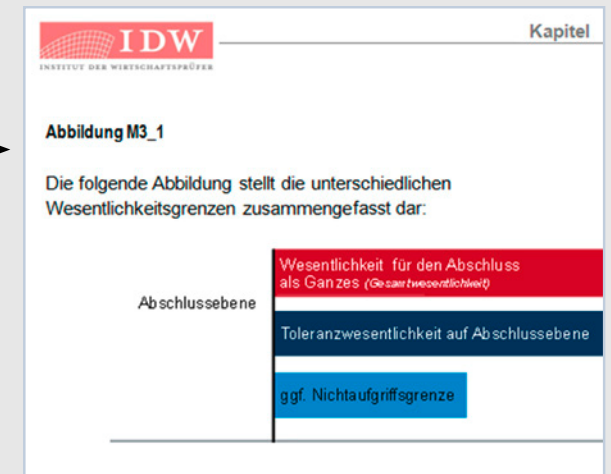 IDW
INSTITUT DER WIRTSCHAFTSPRÜFER
Kapitel
Abbildung M3_1
Die folgende Abbildung stellt die unterschiedlichen
Wesentlichkeitsgrenzen zusammengefasst dar:
Abschlussebene
Wesentlichkeit für den Abschluss
als Ganzes (Gesamtwesentlichkeit)
Toleranzwesentlichkeit auf Abschlussebene
ggf. Nichtaufgriffsgrenze